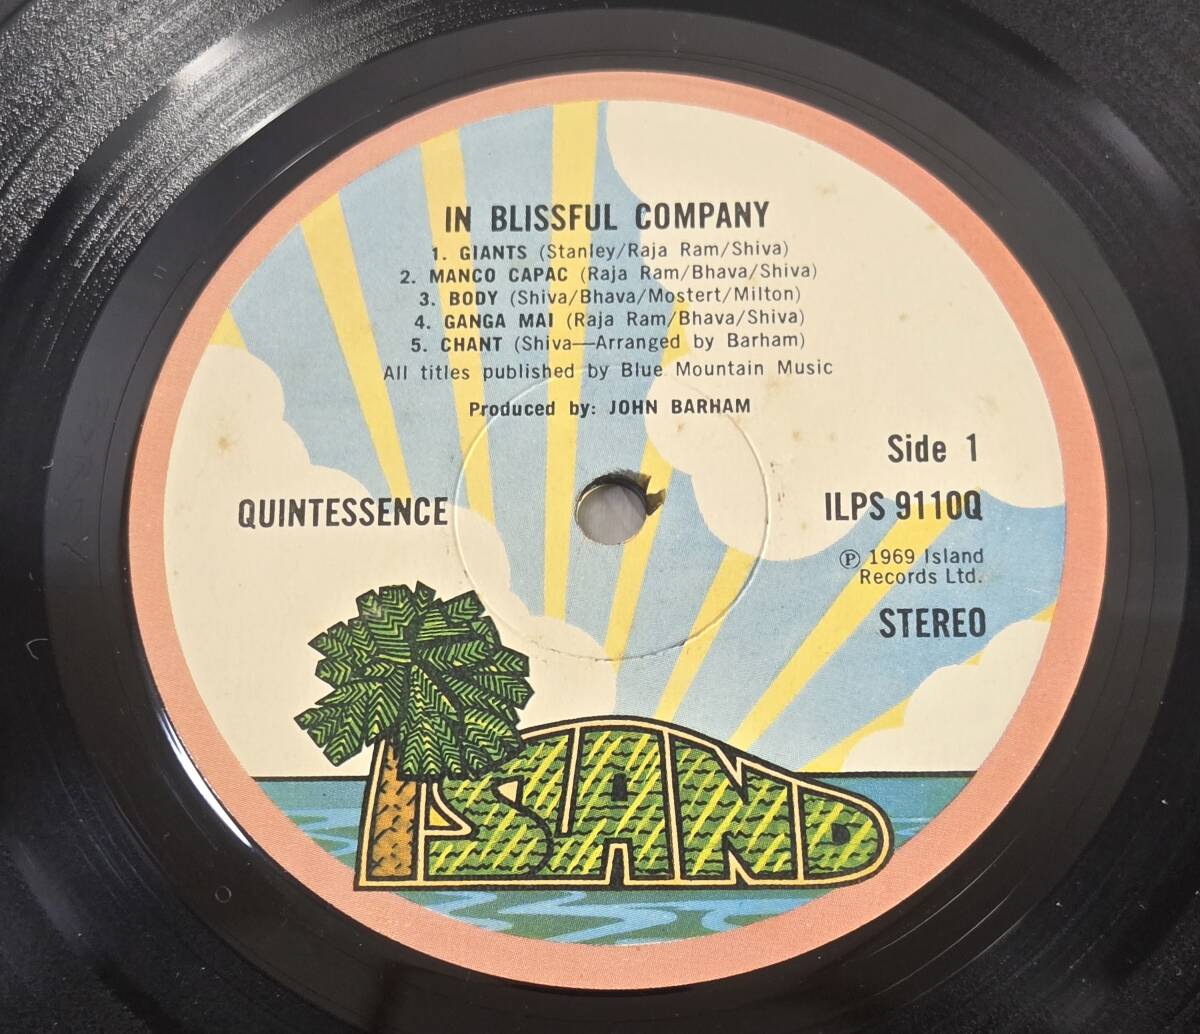 IN BLISSFUL COMPANY
1. GIANTS (Stanley/Raja Ram/Shiva)
2. MANCO CAPAC (Raja Ram/Bhava/Shiva)
3. BODY (Shiva/Bhava/Mostert/Milton)
4. GANGA MAI (Raja Ram/Bhava/Shiva)
5. CHANT (Shiva—Arranged by Barham)
All titles published by Blue Mountain Music
Produced by: JOHN BARHAM
Side 1
QUINTESSENCE
ILPS 9110Q
℗ 1969 Island
Records Ltd.
STEREO
ISLAND